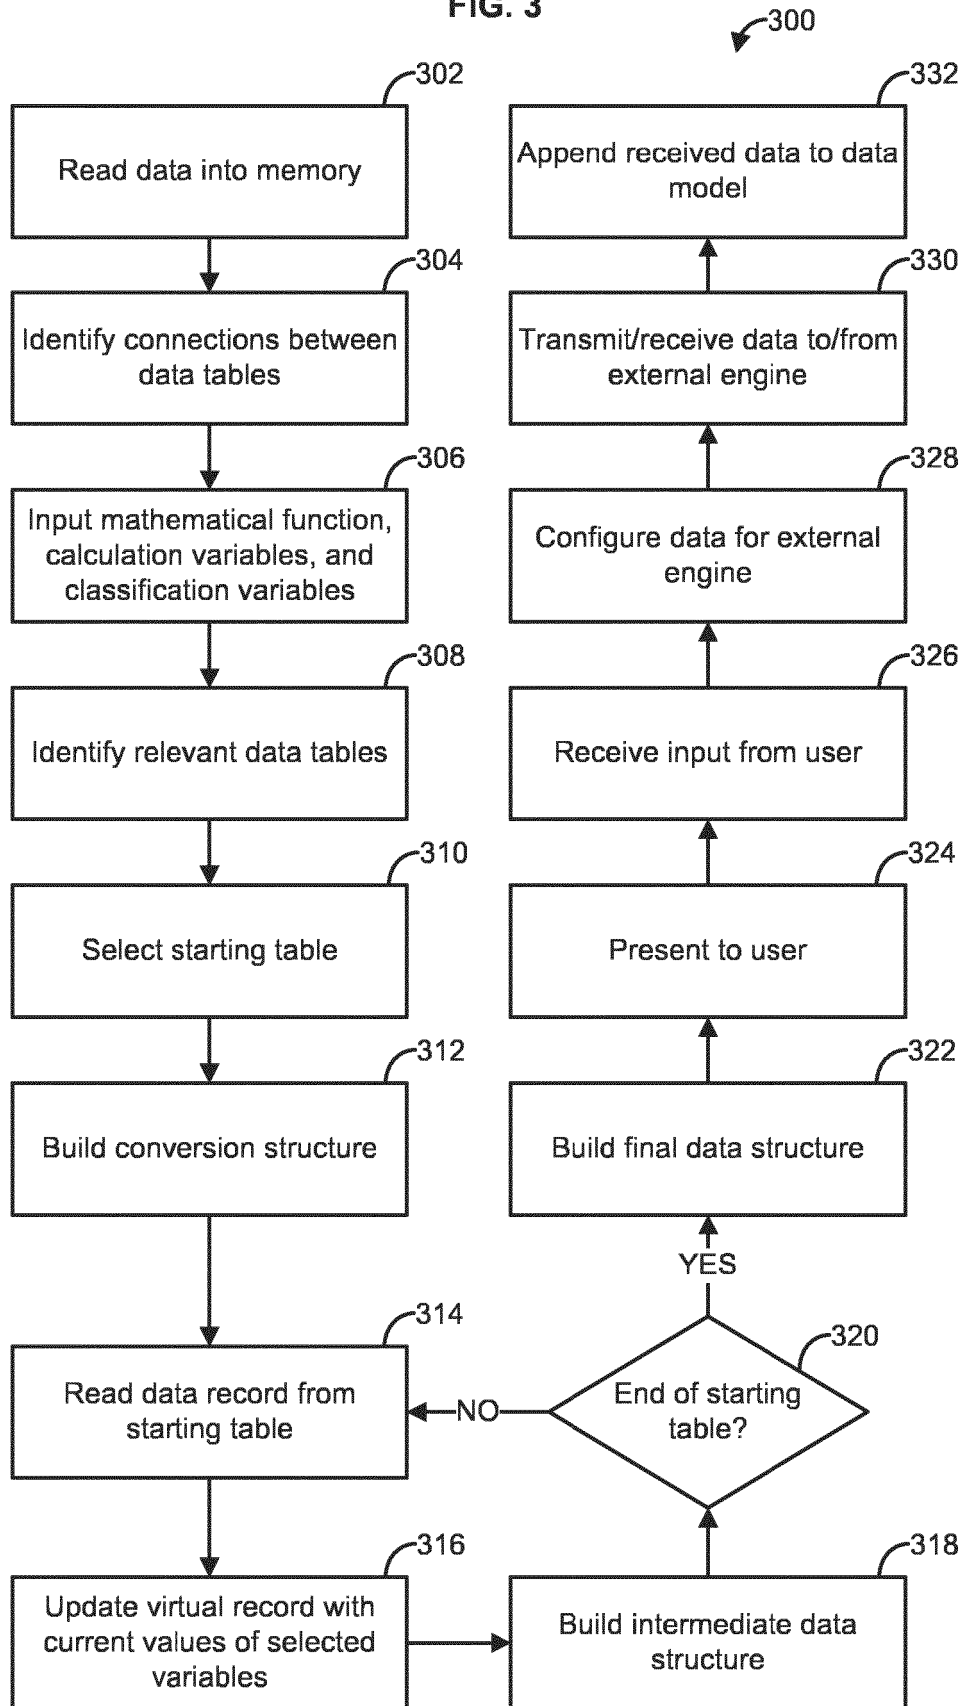 FIG. 3
300
302
Read data into memory
304
Identify connections between
data tables
306
Input mathematical function,
calculation variables, and
classification variables
308
Identify relevant data tables
310
Select starting table
312
Build conversion structure
314
Read data record from
starting table
316
Update virtual record with
current values of selected
variables
318
Build intermediate data
structure
320
End of starting
table?
NO
YES
322
Build final data structure
324
Present to user
326
Receive input from user
328
Configure data for external
engine
330
Transmit/receive data to/from
external engine
332
Append received data to data
model